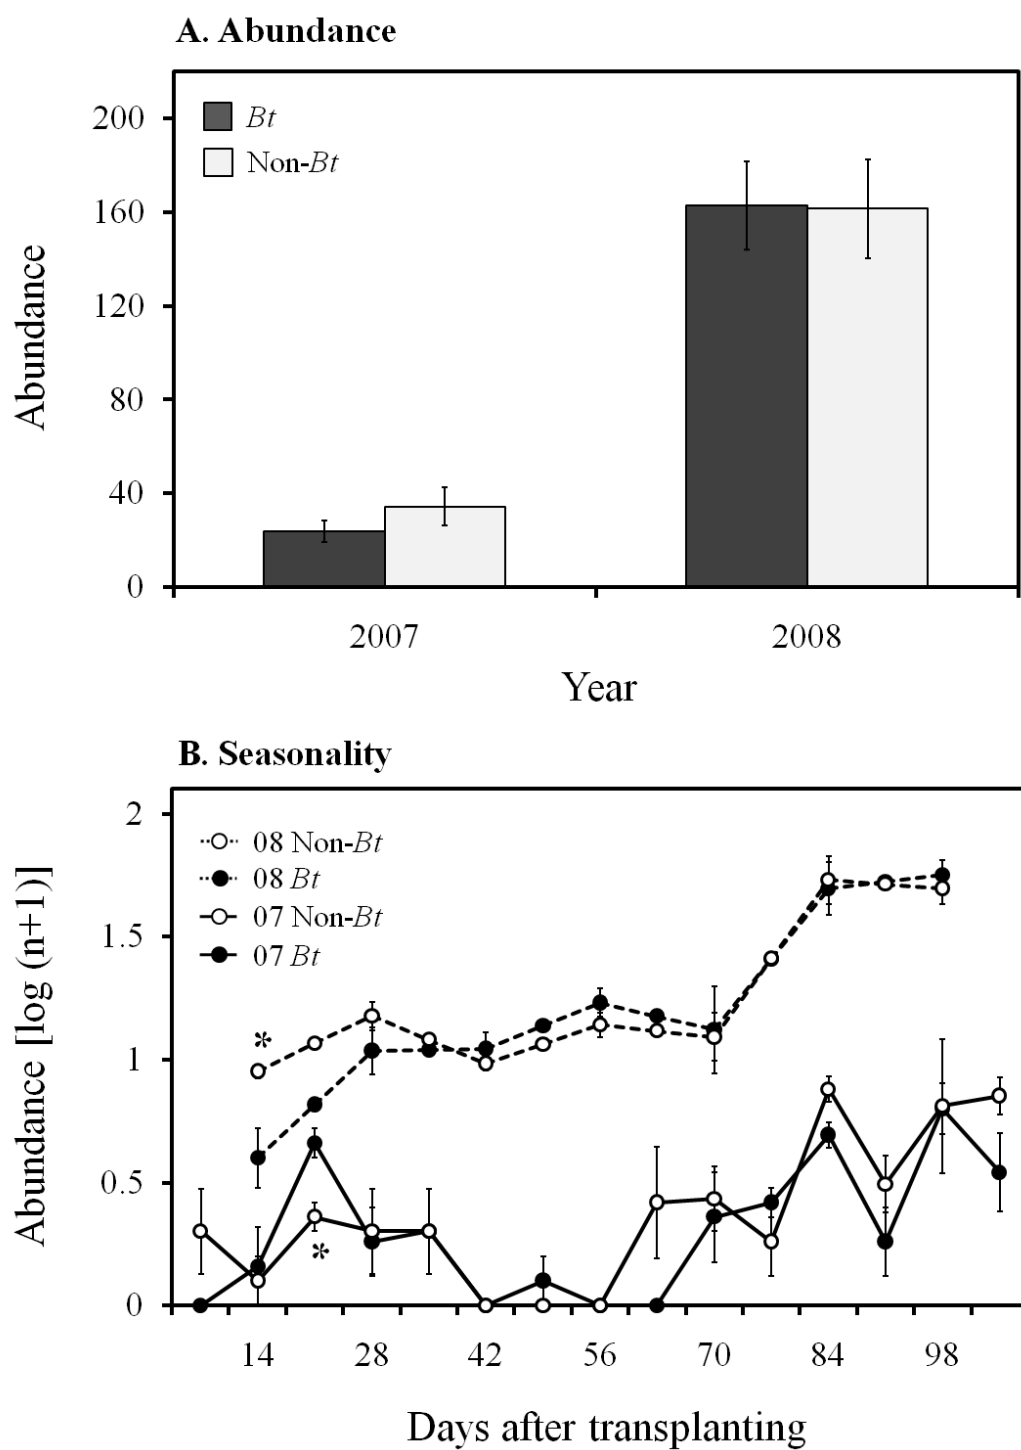 A. Abundance
200
160
120
80
40
0
Abundance
Bt
Non-Bt
2007 2008
Year
B. Seasonality
2
1.5
1
0.5
0
Abundance [log (n+1)]
08 Non-Bt
08 Bt
07 Non-Bt
07 Bt
*
*
14 28 42 56 70 84 98
Days after transplanting